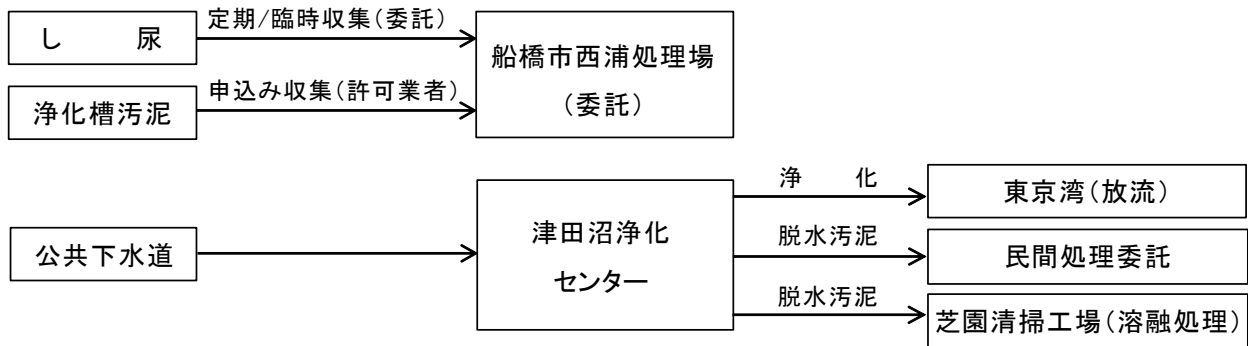 し 尿
定期/臨時収集(委託)
船橋市西浦処理場
(委託)
浄化槽汚泥
申込み収集(許可業者)
公共下水道
津田沼浄化
センター
浄 化
東京湾(放流)
脱水汚泥
民間処理委託
脱水汚泥
芝園清掃工場(溶融処理)